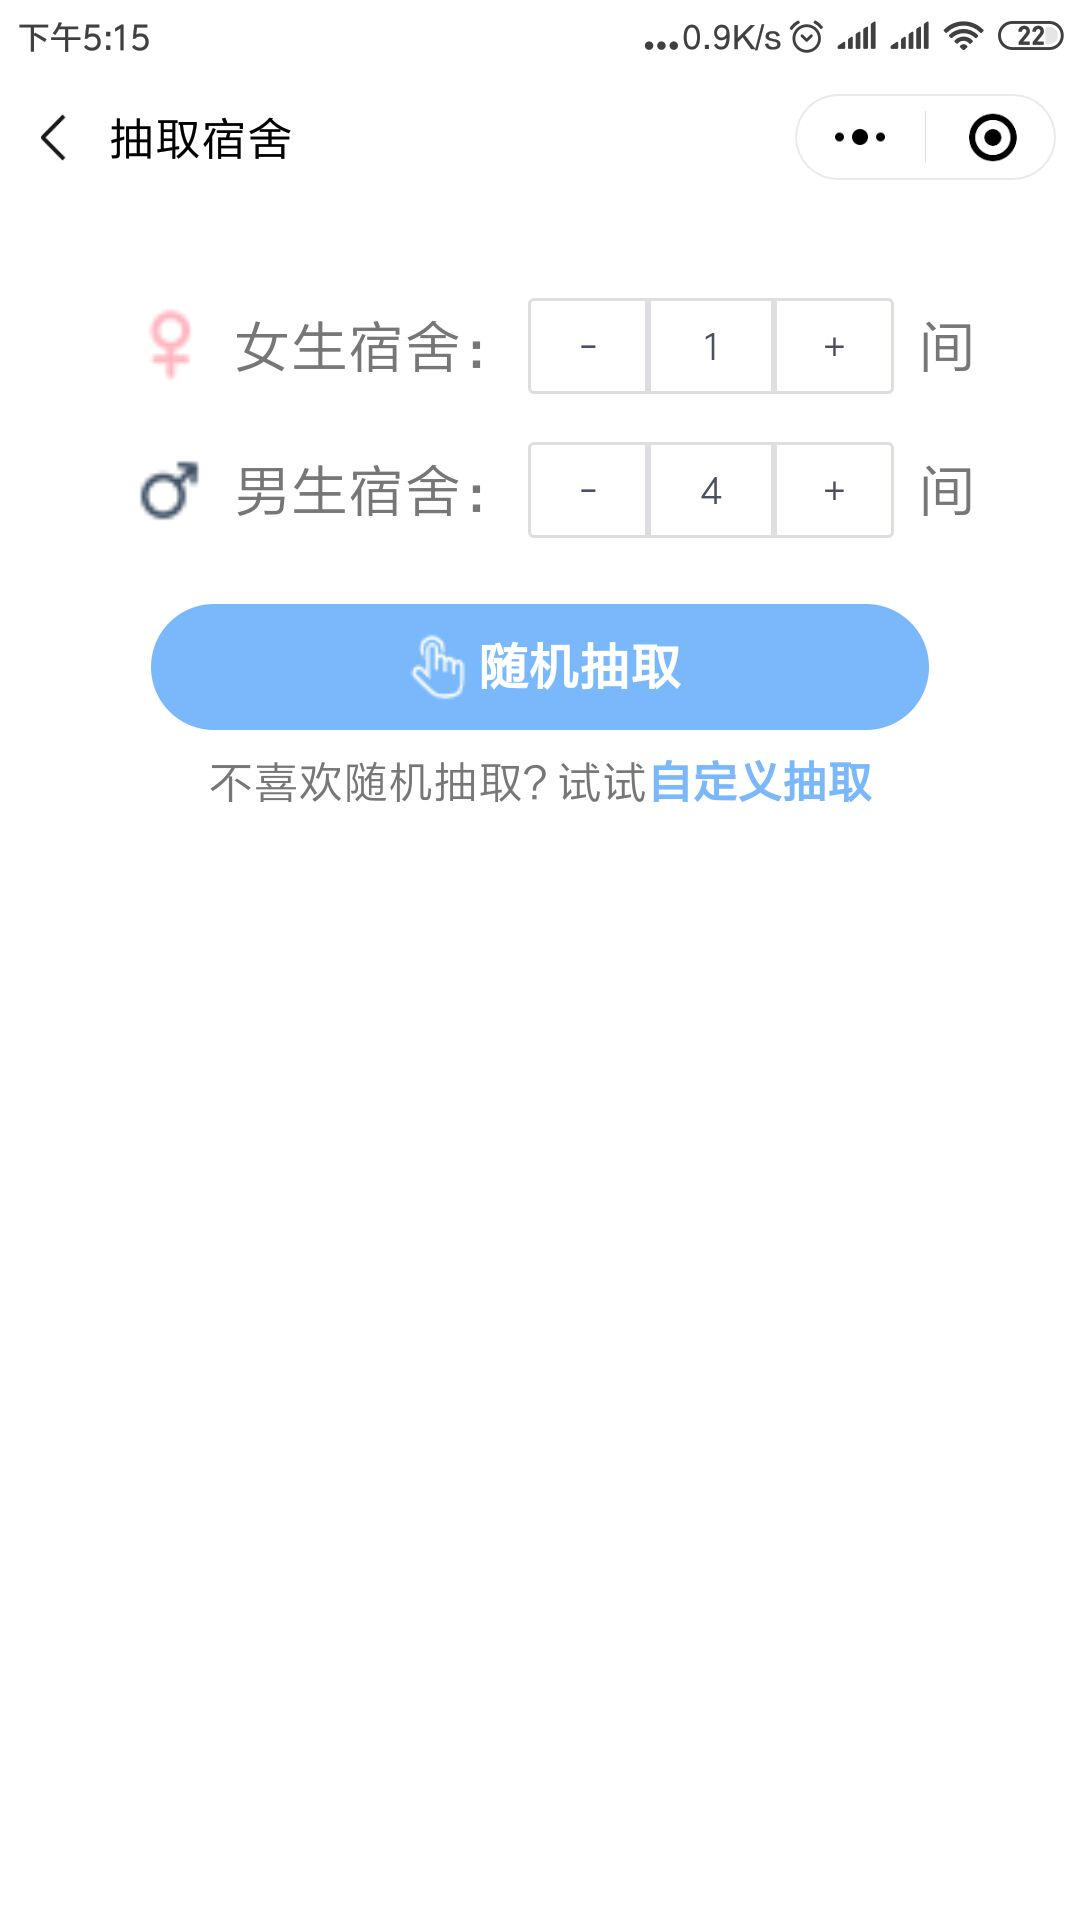 下午5:15 ...0.9K/s 22
抽取宿舍
女生宿舍： - 1 + 间
男生宿舍： - 4 + 间
随机抽取
不喜欢随机抽取？试试自定义抽取